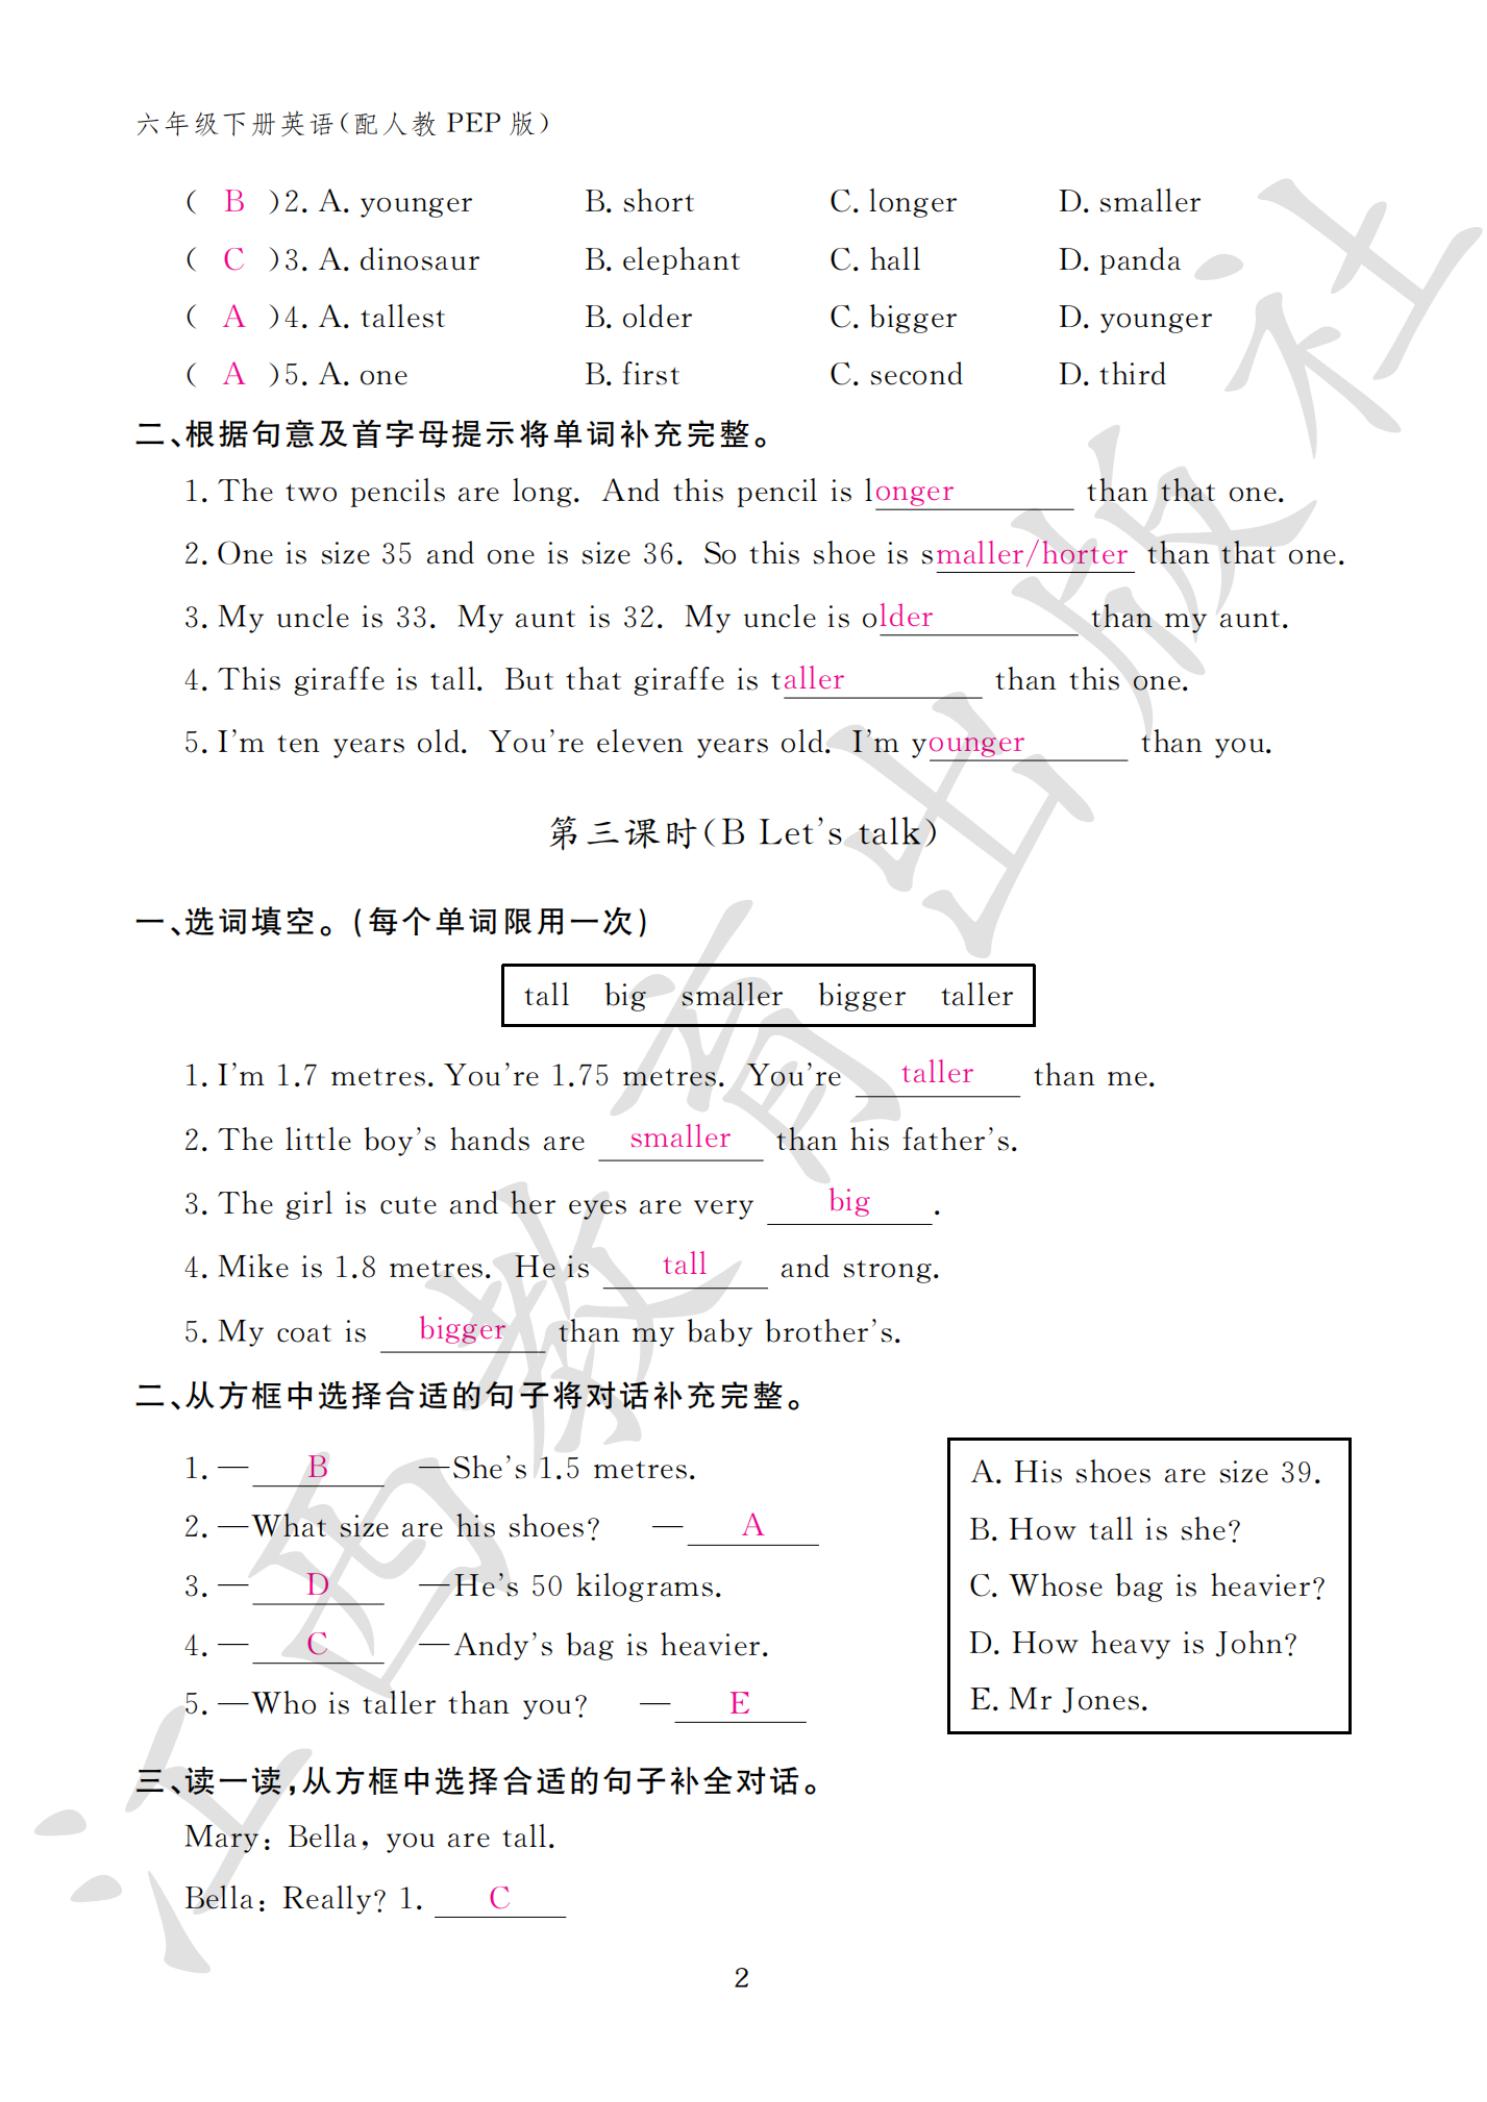 六年级下册英语(配人教 PEP 版)
( B )2. A. younger B. short C. longer D. smaller
( C )3. A. dinosaur B. elephant C. hall D. panda
( A )4. A. tallest B. older C. bigger D. younger
( A )5. A. one B. first C. second D. third
二、根据句意及首字母提示将单词补充完整。
1. The two pencils are long. And this pencil is longer than that one.
2. One is size 35 and one is size 36. So this shoe is smaller/horter than that one.
3. My uncle is 33. My aunt is 32. My uncle is older than my aunt.
4. This giraffe is tall. But that giraffe is taller than this one.
5. I'm ten years old. You're eleven years old. I'm younger than you.
第三课时(B Let's talk)
一、选词填空。(每个单词限用一次)
tall big smaller bigger taller
1. I'm 1.7 metres. You're 1.75 metres. You're taller than me.
2. The little boy's hands are smaller than his father's.
3. The girl is cute and her eyes are very big.
4. Mike is 1.8 metres. He is tall and strong.
5. My coat is bigger than my baby brother's.
二、从方框中选择合适的句子将对话补充完整。
1. — B —She's 1.5 metres.
2. —What size are his shoes? — A
3. — D —He's 50 kilograms.
4. — C —Andy's bag is heavier.
5. —Who is taller than you? — E
A. His shoes are size 39.
B. How tall is she?
C. Whose bag is heavier?
D. How heavy is John?
E. Mr Jones.
三、读一读,从方框中选择合适的句子补全对话。
Mary: Bella, you are tall.
Bella: Really? 1. C
2
江西教育出版社